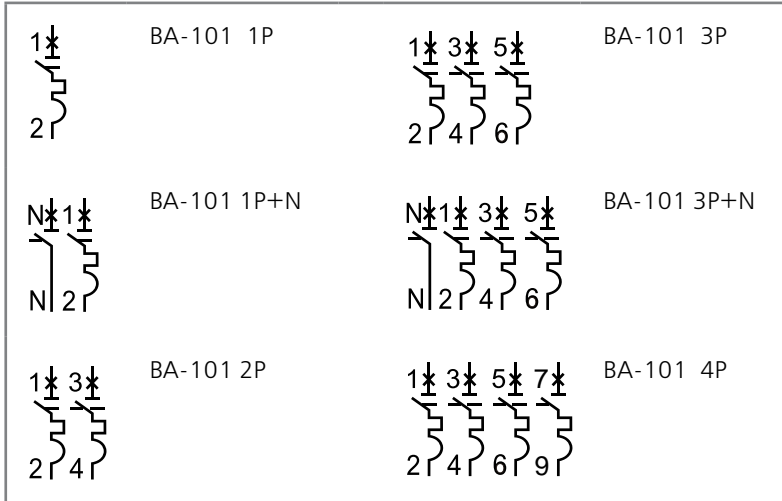 1
BA-101 1P
2
1 3 5
BA-101 3P
2 4 6
N 1
BA-101 1P+N
N 2
N 1 3 5
BA-101 3P+N
N 2 4 6
1 3
BA-101 2P
2 4
1 3 5 7
BA-101 4P
2 4 6 9